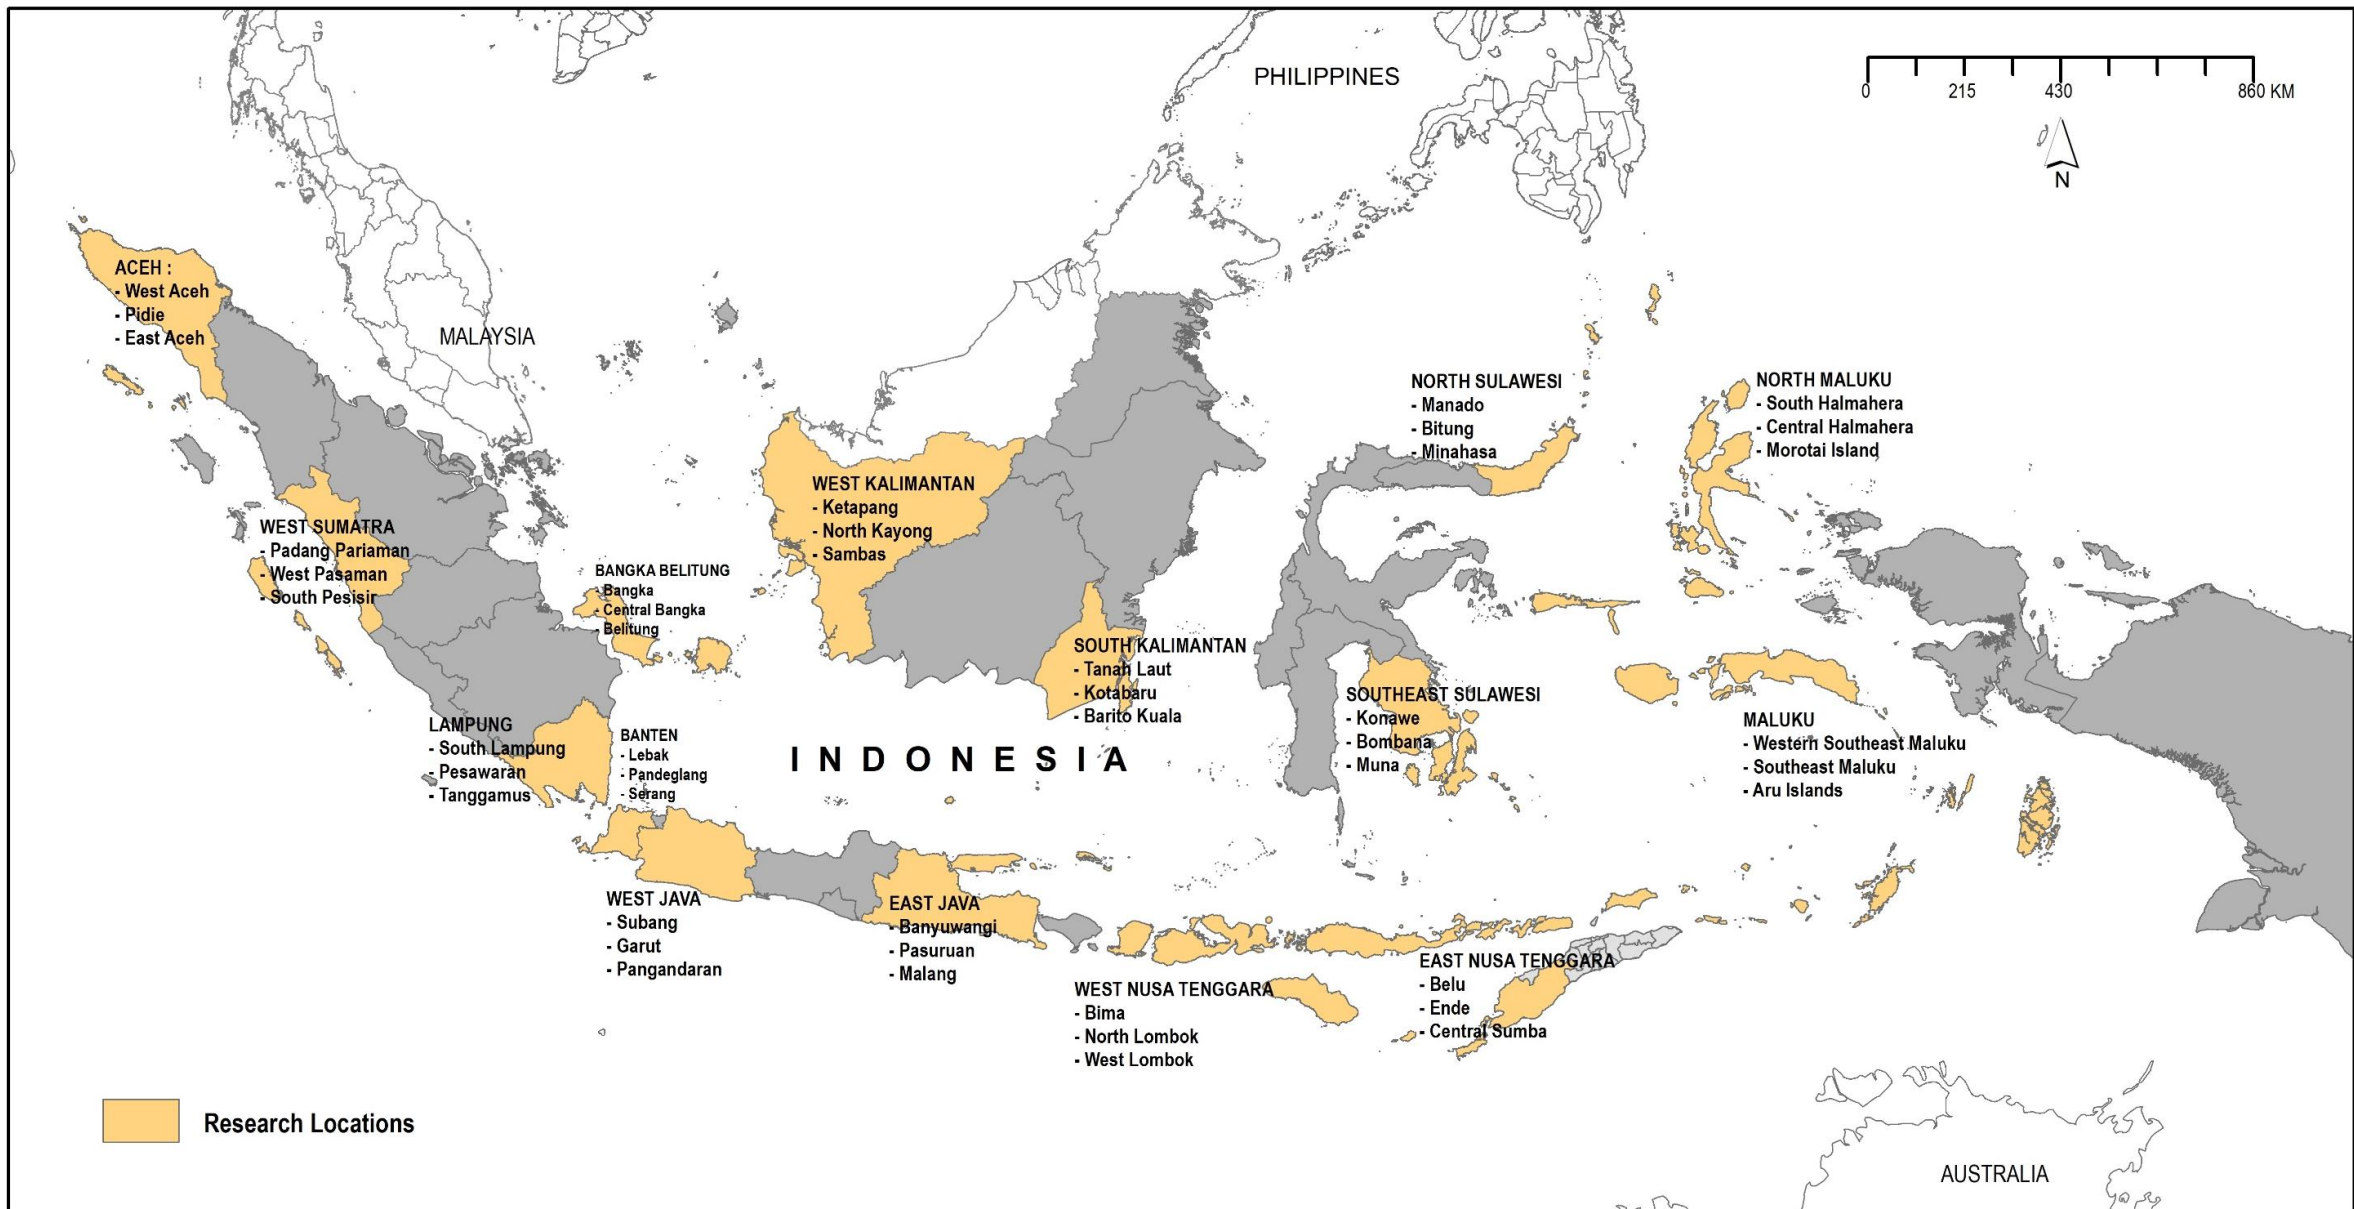 PHILIPPINES
0 215 430 860 KM
N
ACEH :
- West Aceh
- Pidie
- East Aceh
MALAYSIA
NORTH SULAWESI
- Manado
- Bitung
- Minahasa
NORTH MALUKU
- South Halmahera
- Central Halmahera
- Morotai Island
WEST KALIMANTAN
- Ketapang
- North Kayong
- Sambas
WEST SUMATRA
- Padang Pariaman
- West Pasaman
- South Pesisir
BANGKA BELITUNG
- Bangka
- Central Bangka
- Belitung
SOUTH KALIMANTAN
- Tanah Laut
- Kotabaru
- Barito Kuala
SOUTHEAST SULAWESI
- Konawe
- Bombana
- Muna
LAMPUNG
- South Lampung
- Pesawaran
- Tanggamus
BANTEN
- Lebak
- Pandeglang
- Serang
INDONESIA
MALUKU
- Western Southeast Maluku
- Southeast Maluku
- Aru Islands
WEST JAVA
- Subang
- Garut
- Pangandaran
EAST JAVA
- Banyuwangi
- Pasuruan
- Malang
WEST NUSA TENGGARA
- Bima
- North Lombok
- West Lombok
EAST NUSA TENGGARA
- Belu
- Ende
- Central Sumba
Research Locations
AUSTRALIA